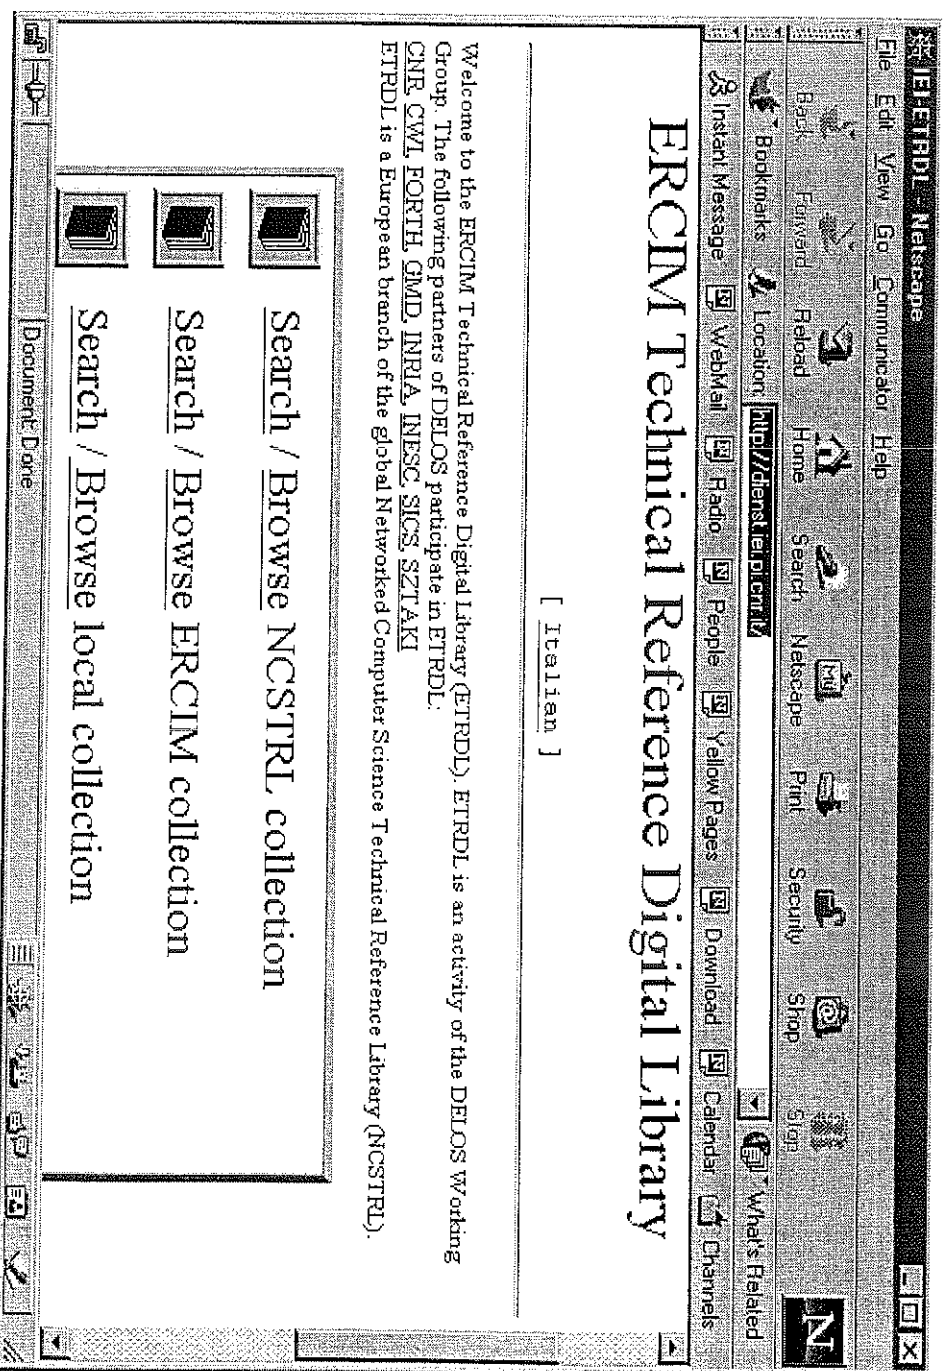 IEI-ETRDL - Netscape
File Edit View Go Communicator Help
Back Forward Reload Home Search Netscape Print Security Shop Stop
Bookmarks Location: http://dienst.iei.pi.cnr.it/ What's Related
Instant Message WebMail Radio People Yellow Pages Download Calendar Channels
ERCIM Technical Reference Digital Library
[ Italian ]
Welcome to the ERCIM Technical Reference Digital Library (ETRDL). ETRDL is an activity of the DELOS Working
Group. The following partners of DELOS participate in ETRDL:
CNR, CWI, FORTH, GMD, INRIA, INESC, SICS, SZTAKI
ETRDL is a European branch of the global Networked Computer Science Technical Reference Library (NCSTRL).
Search / Browse NCSTRL collection
Search / Browse ERCIM collection
Search / Browse local collection
Document: Done